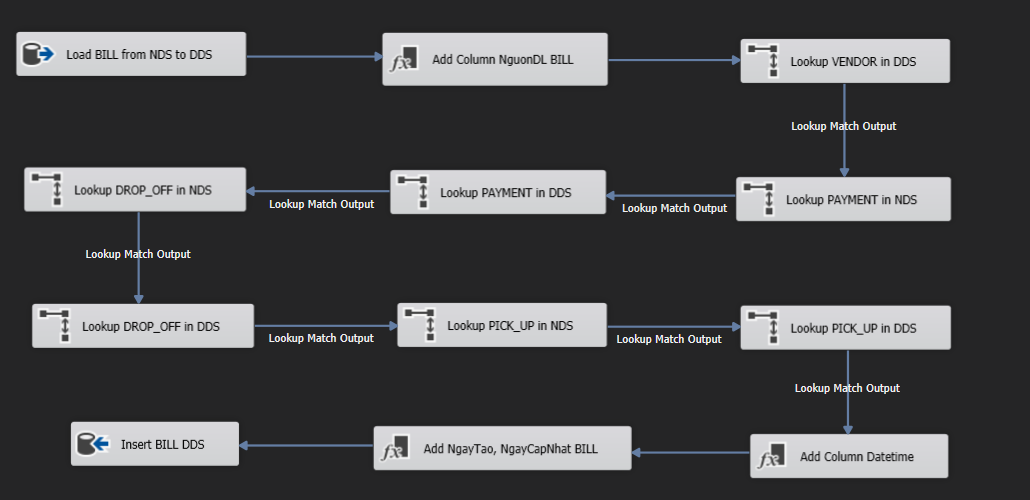 Load BILL from NDS to DDS
Add Column NguonDL BILL
Lookup VENDOR in DDS
Lookup Match Output
Lookup PAYMENT in NDS
Lookup Match Output
Lookup PAYMENT in DDS
Lookup Match Output
Lookup DROP_OFF in NDS
Lookup Match Output
Lookup DROP_OFF in DDS
Lookup Match Output
Lookup PICK_UP in NDS
Lookup Match Output
Lookup PICK_UP in DDS
Lookup Match Output
Add Column Datetime
Add NgayTao, NgayCapNhat BILL
Insert BILL DDS